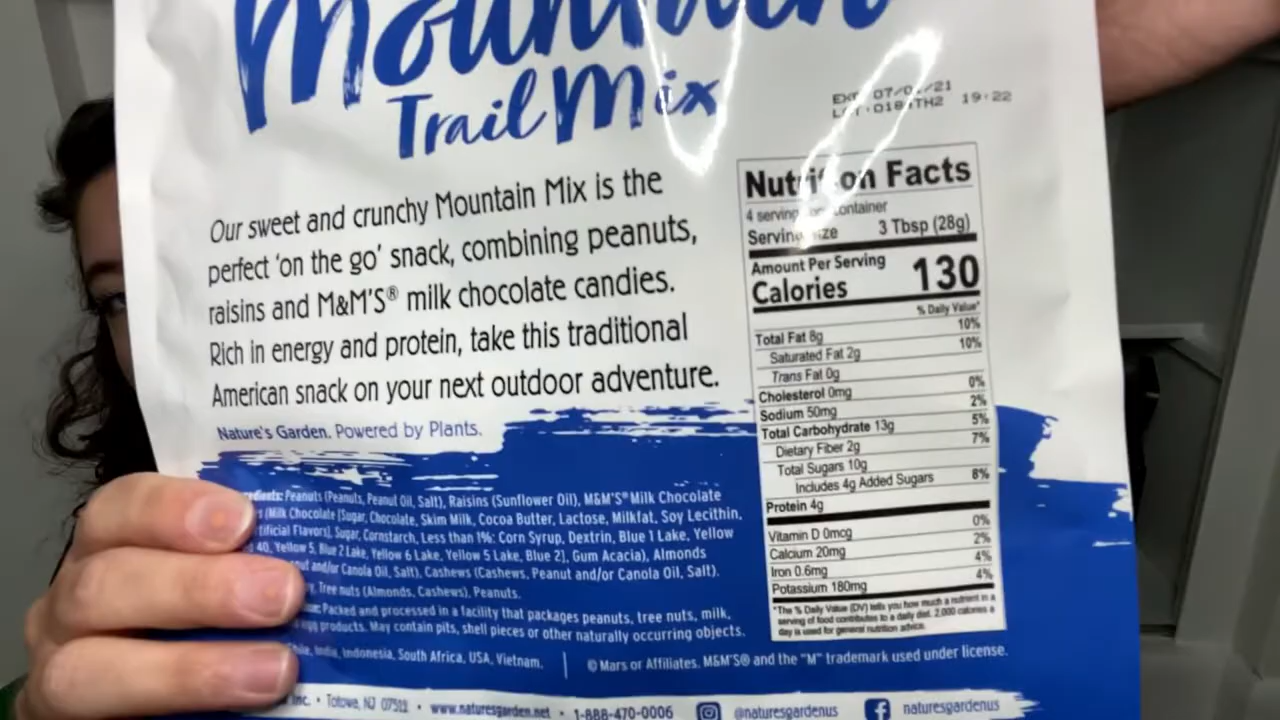 Mountain
Trail Mix
EXP 07/0 /21
LOT 018 TH2 19:22
Our sweet and crunchy Mountain Mix is the
perfect 'on the go' snack, combining peanuts,
raisins and M&M'S® milk chocolate candies.
Rich in energy and protein, take this traditional
American snack on your next outdoor adventure.
Nature's Garden. Powered by Plants.
edients: Peanuts (Peanuts, Peanut Oil, Salt), Raisins (Sunflower Oil), M&M'S® Milk Chocolate
(Milk Chocolate [Sugar, Chocolate, Skim Milk, Cocoa Butter, Lactose, Milkfat, Soy Lecithin,
tificial Flavors], Sugar, Cornstarch, Less than 1%: Corn Syrup, Dextrin, Blue 1 Lake, Yellow
40, Yellow 5, Blue 2 Lake, Yellow 6 Lake, Yellow 5 Lake, Blue 2], Gum Acacia), Almonds
and/or Canola Oil, Salt), Cashews (Cashews, Peanut and/or Canola Oil, Salt).
Tree nuts (Almonds, Cashews), Peanuts.
Packed and processed in a facility that packages peanuts, tree nuts, milk,
egg products. May contain pits, shell pieces or other naturally occurring objects.
India, Indonesia, South Africa, USA, Vietnam.
© Mars or Affiliates. M&M'S® and the "M" trademark used under license.
Inc. • Totowa, NJ 07512 • www.naturesgarden.net • 1-888-470-0006 @naturesgardenus naturesgardenus
Nutrition Facts
4 servings per container
Serving size 3 Tbsp (28g)
Amount Per Serving
Calories 130
% Daily Value*
Total Fat 8g 10%
Saturated Fat 2g 10%
Trans Fat 0g
Cholesterol 0mg 0%
Sodium 50mg 2%
Total Carbohydrate 13g 5%
Dietary Fiber 2g 7%
Total Sugars 10g
Includes 4g Added Sugars 8%
Protein 4g
Vitamin D 0mcg 0%
Calcium 20mg 2%
Iron 0.6mg 4%
Potassium 180mg 4%
*The % Daily Value (DV) tells you how much a nutrient in a
serving of food contributes to a daily diet. 2,000 calories a
day is used for general nutrition advice.